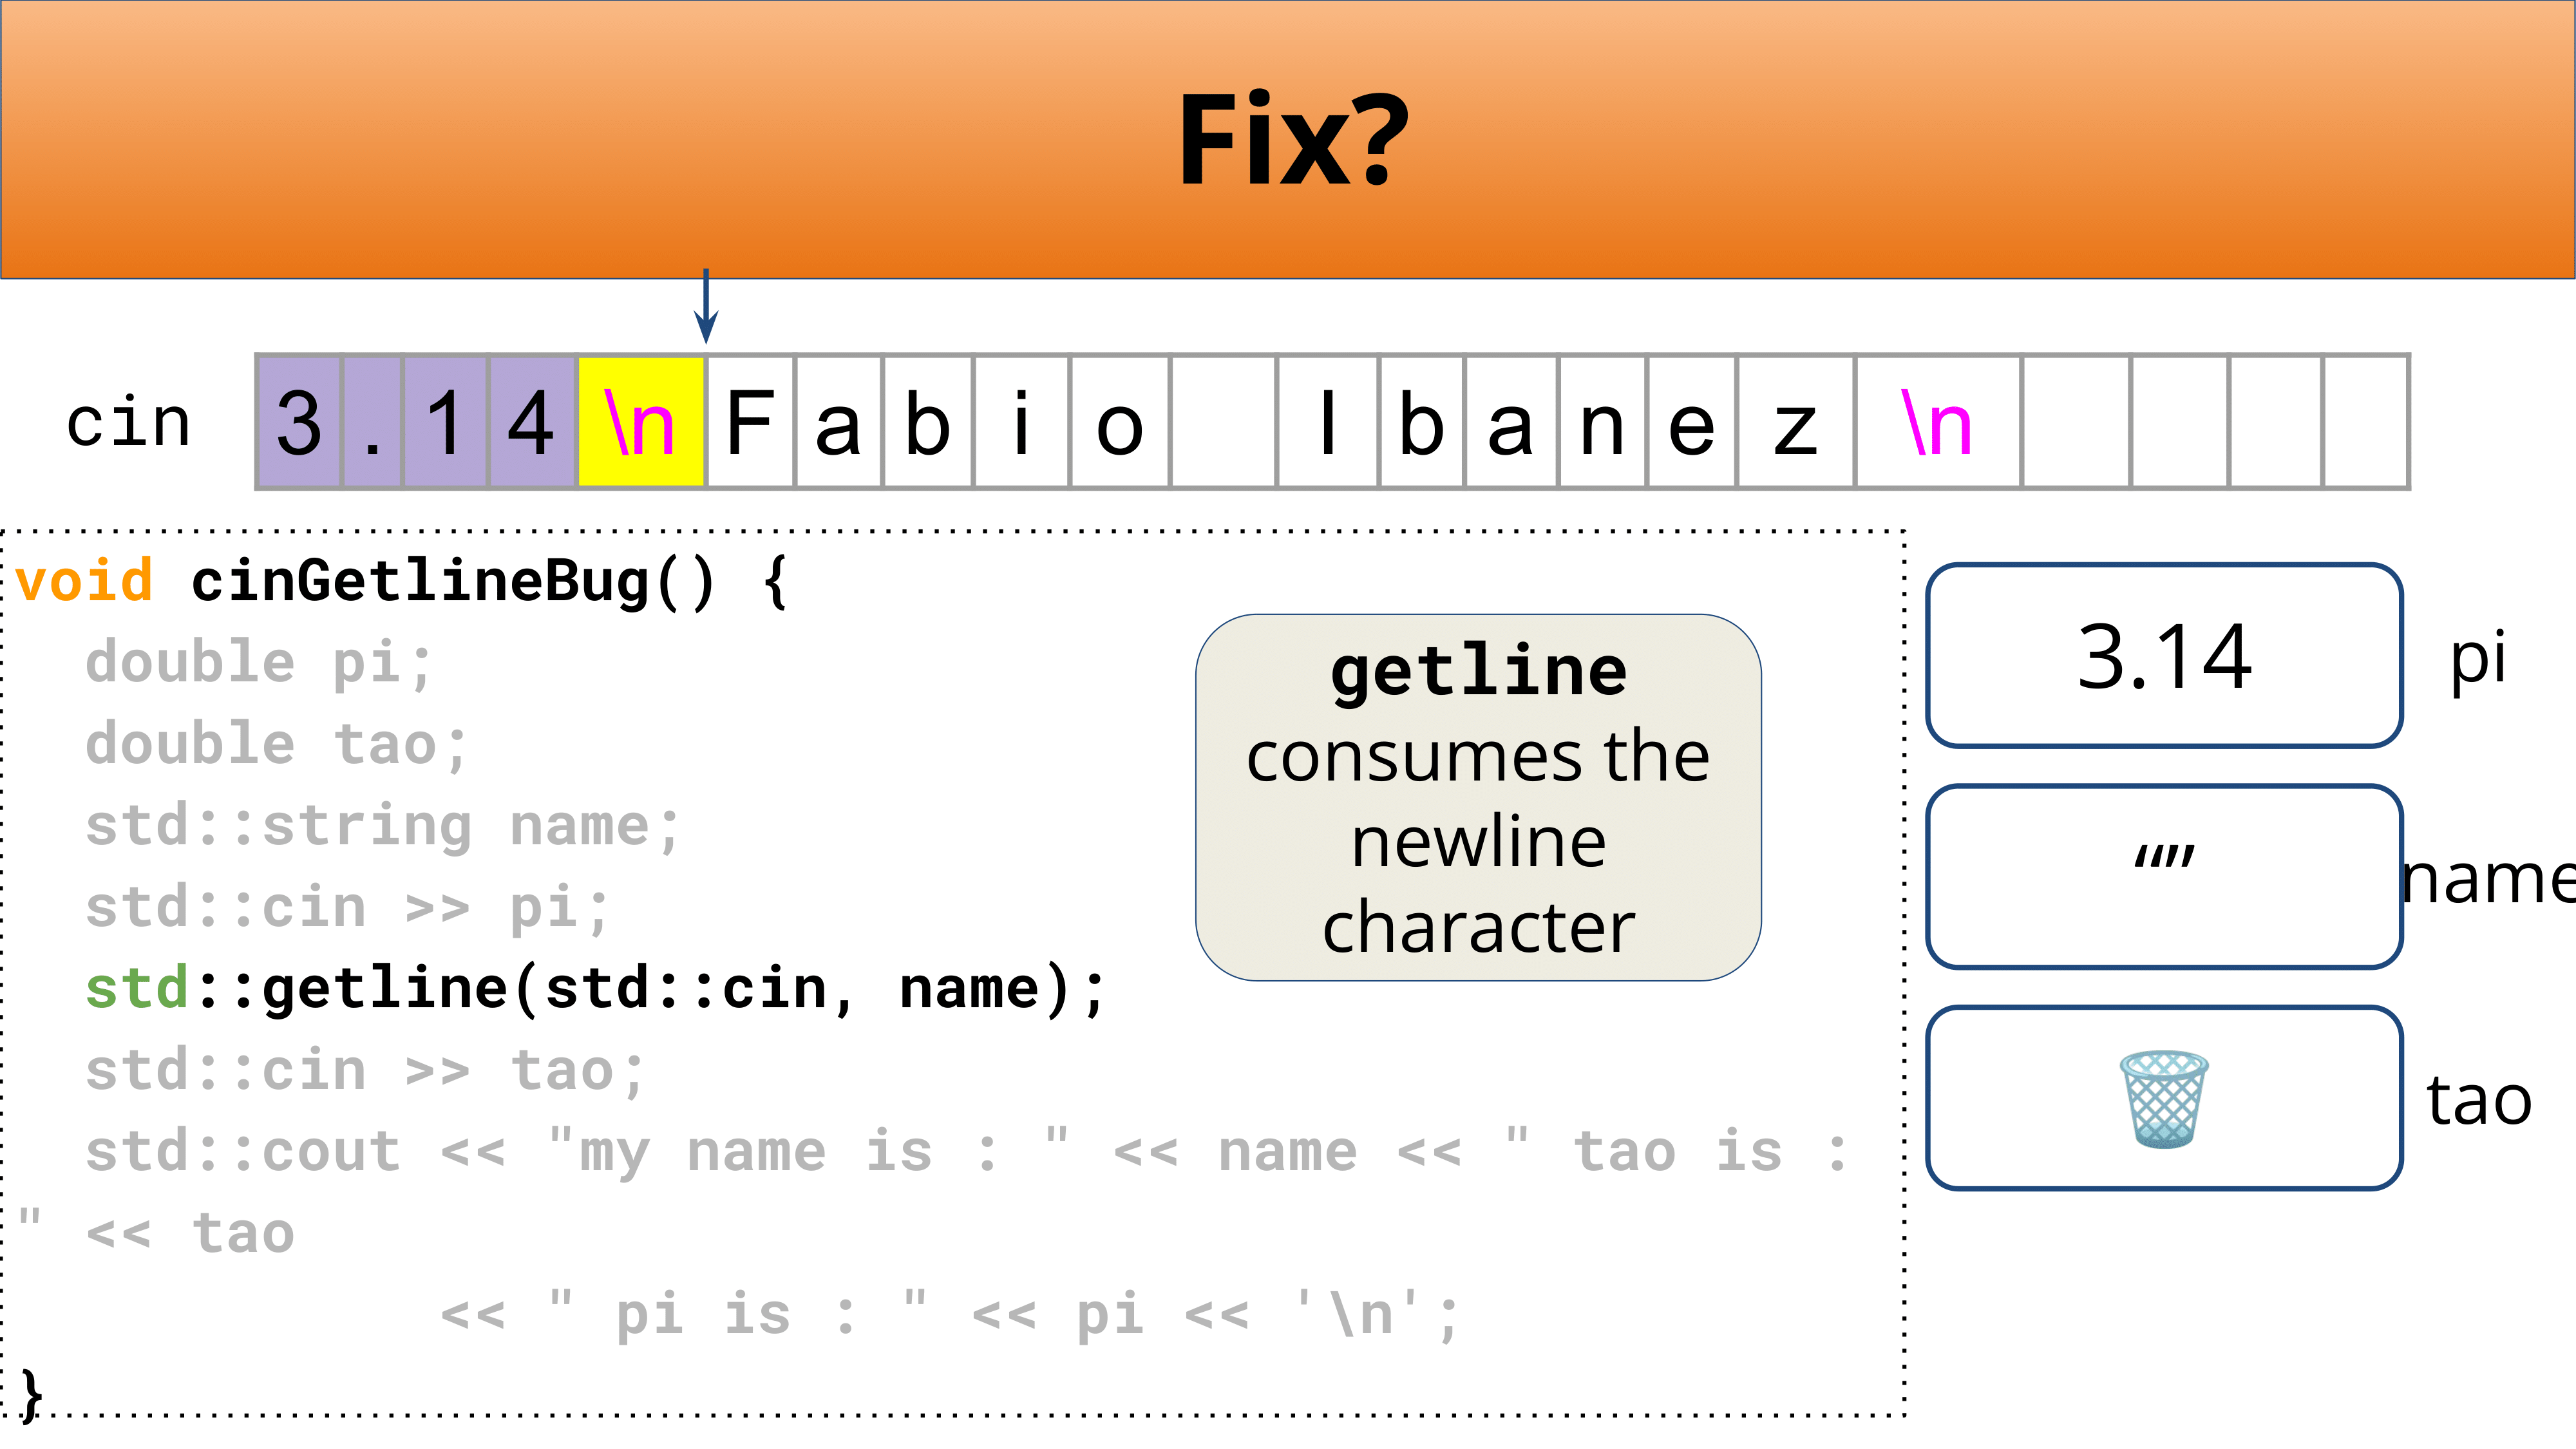 Fix?
cin 3 . 1 4 \n F a b i o I b a n e z \n
void cinGetlineBug() {
  double pi;
  double tao;
  std::string name;
  std::cin >> pi;
  std::getline(std::cin, name);
  std::cin >> tao;
  std::cout << "my name is : " << name << " tao is :
" << tao
            << " pi is : " << pi << '\n';
}
getline
consumes the
newline
character
3.14 pi
“” name
tao